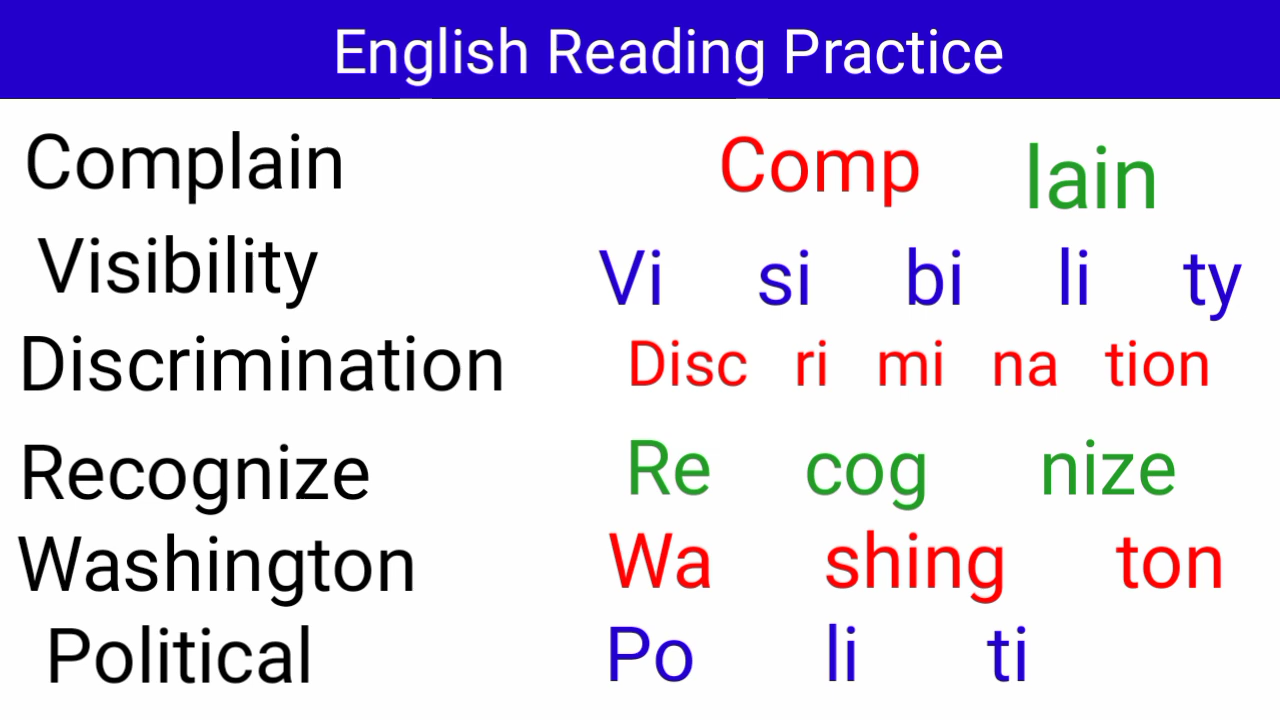 English Reading Practice
Complain Comp lain
Visibility Vi si bi li ty
Discrimination Disc ri mi na tion
Recognize Re cog nize
Washington Wa shing ton
Political Po li ti